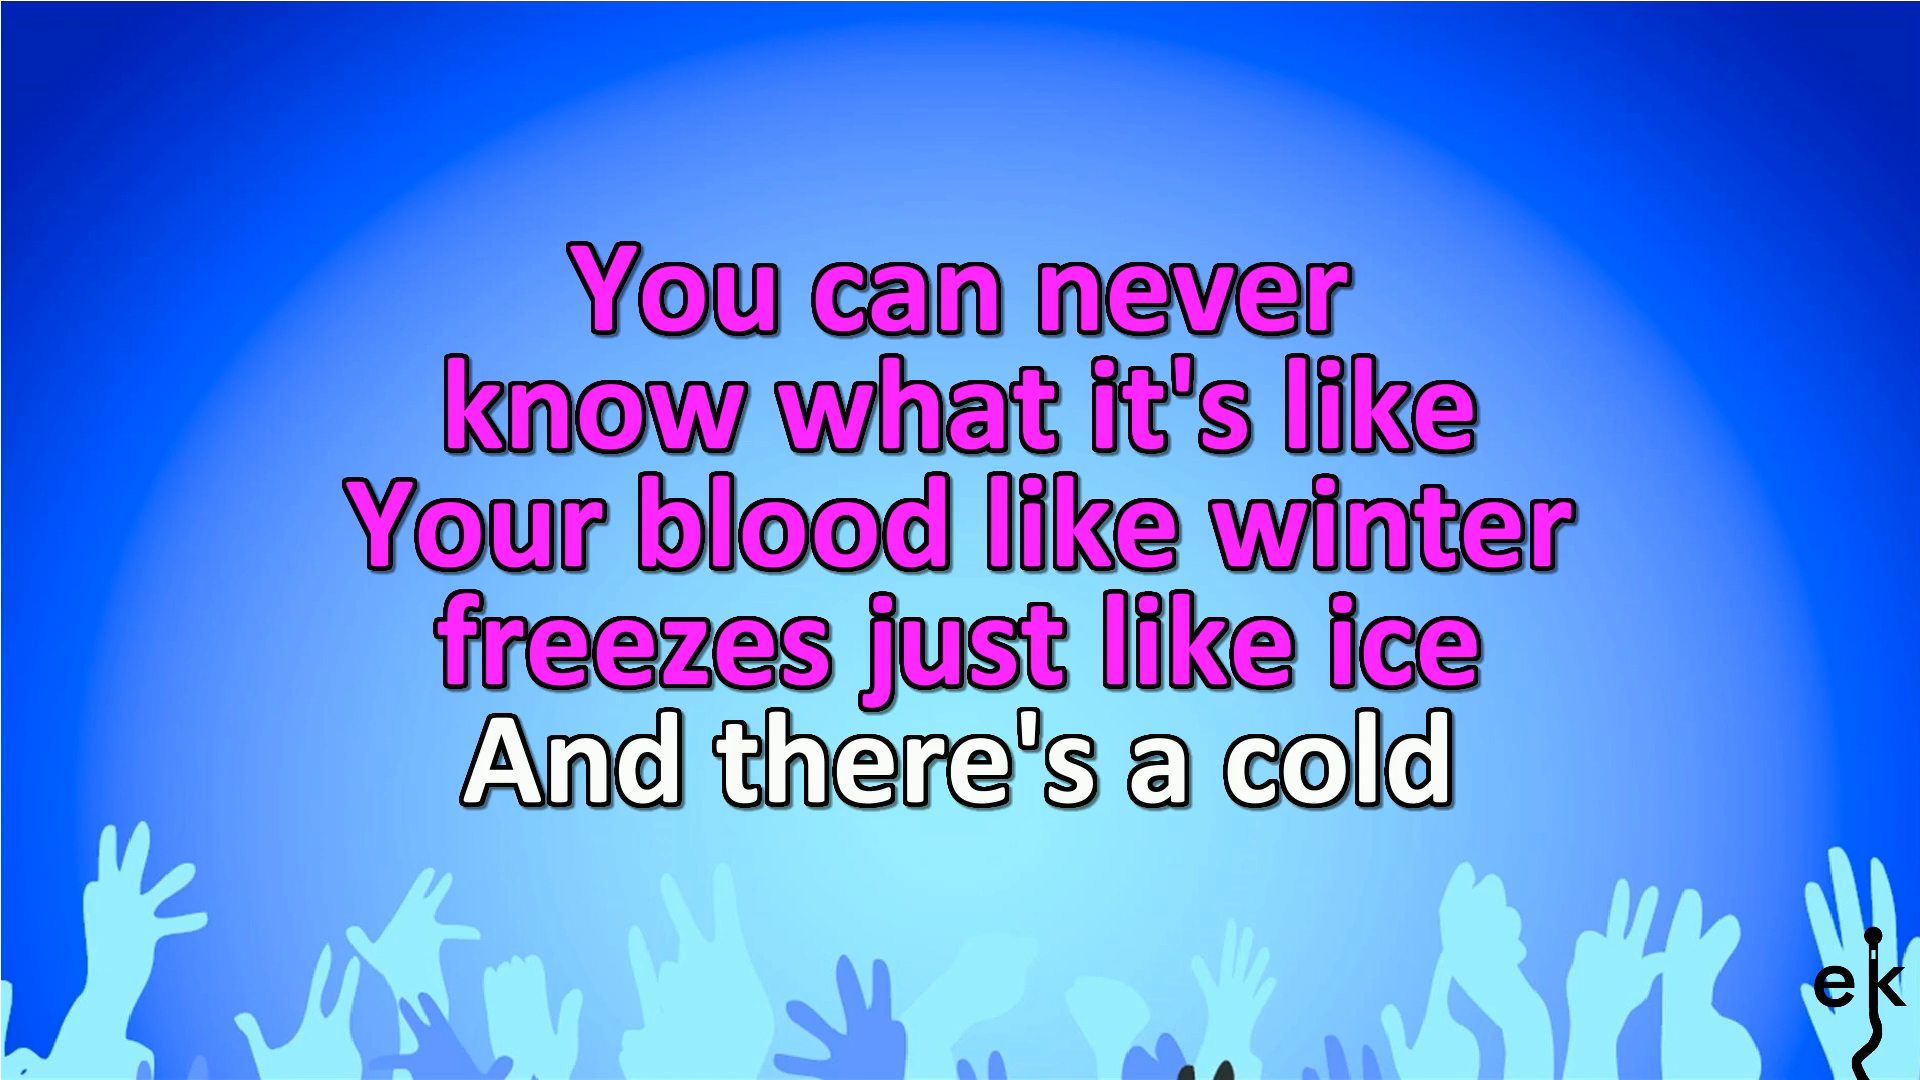 You can never
know what it's like
Your blood like winter
freezes just like ice
And there's a cold
ek